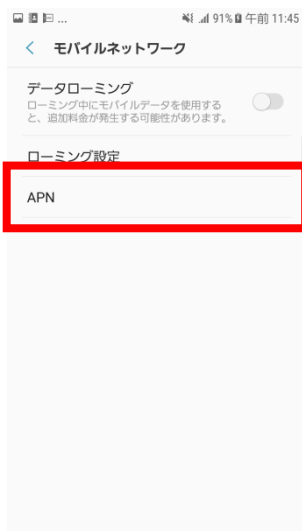 ... 91% 午前 11:45
モバイルネットワーク
データローミング
ローミング中にモバイルデータを使用する
と、追加料金が発生する可能性があります。
ローミング設定
APN